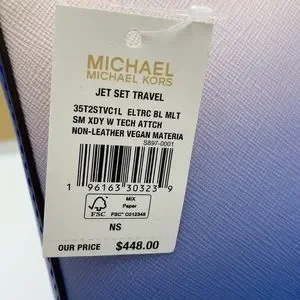 MICHAEL
MICHAEL KORS
JET SET TRAVEL
35T2STVC1L ELTRC BL MLT
SM XDY W TECH ATTCH
NON-LEATHER VEGAN MATERIA
S897-0001
1 96163 30323 9
FSC
MIX
Paper
FSC® C012345
NS
OUR PRICE $448.00